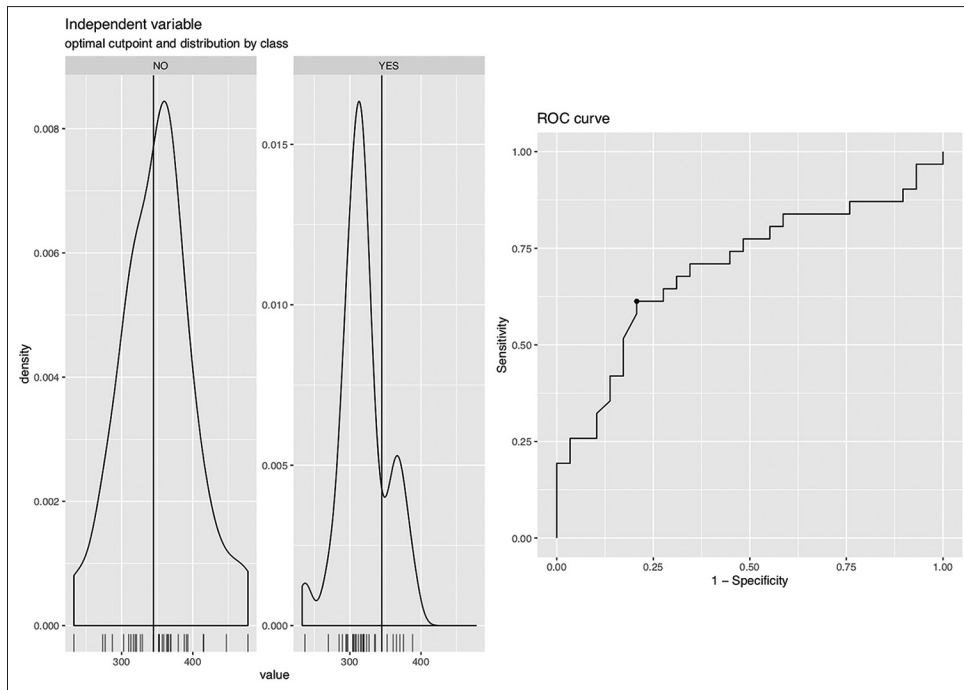 Independent variable
optimal cutpoint and distribution by class
NO
YES
density
0.008
0.006
0.004
0.002
0.000
0.015
0.010
0.005
0.000
300
400
300
400
value
ROC curve
Sensitivity
1.00
0.75
0.50
0.25
0.00
0.00
0.25
0.50
0.75
1.00
1 − Specificity